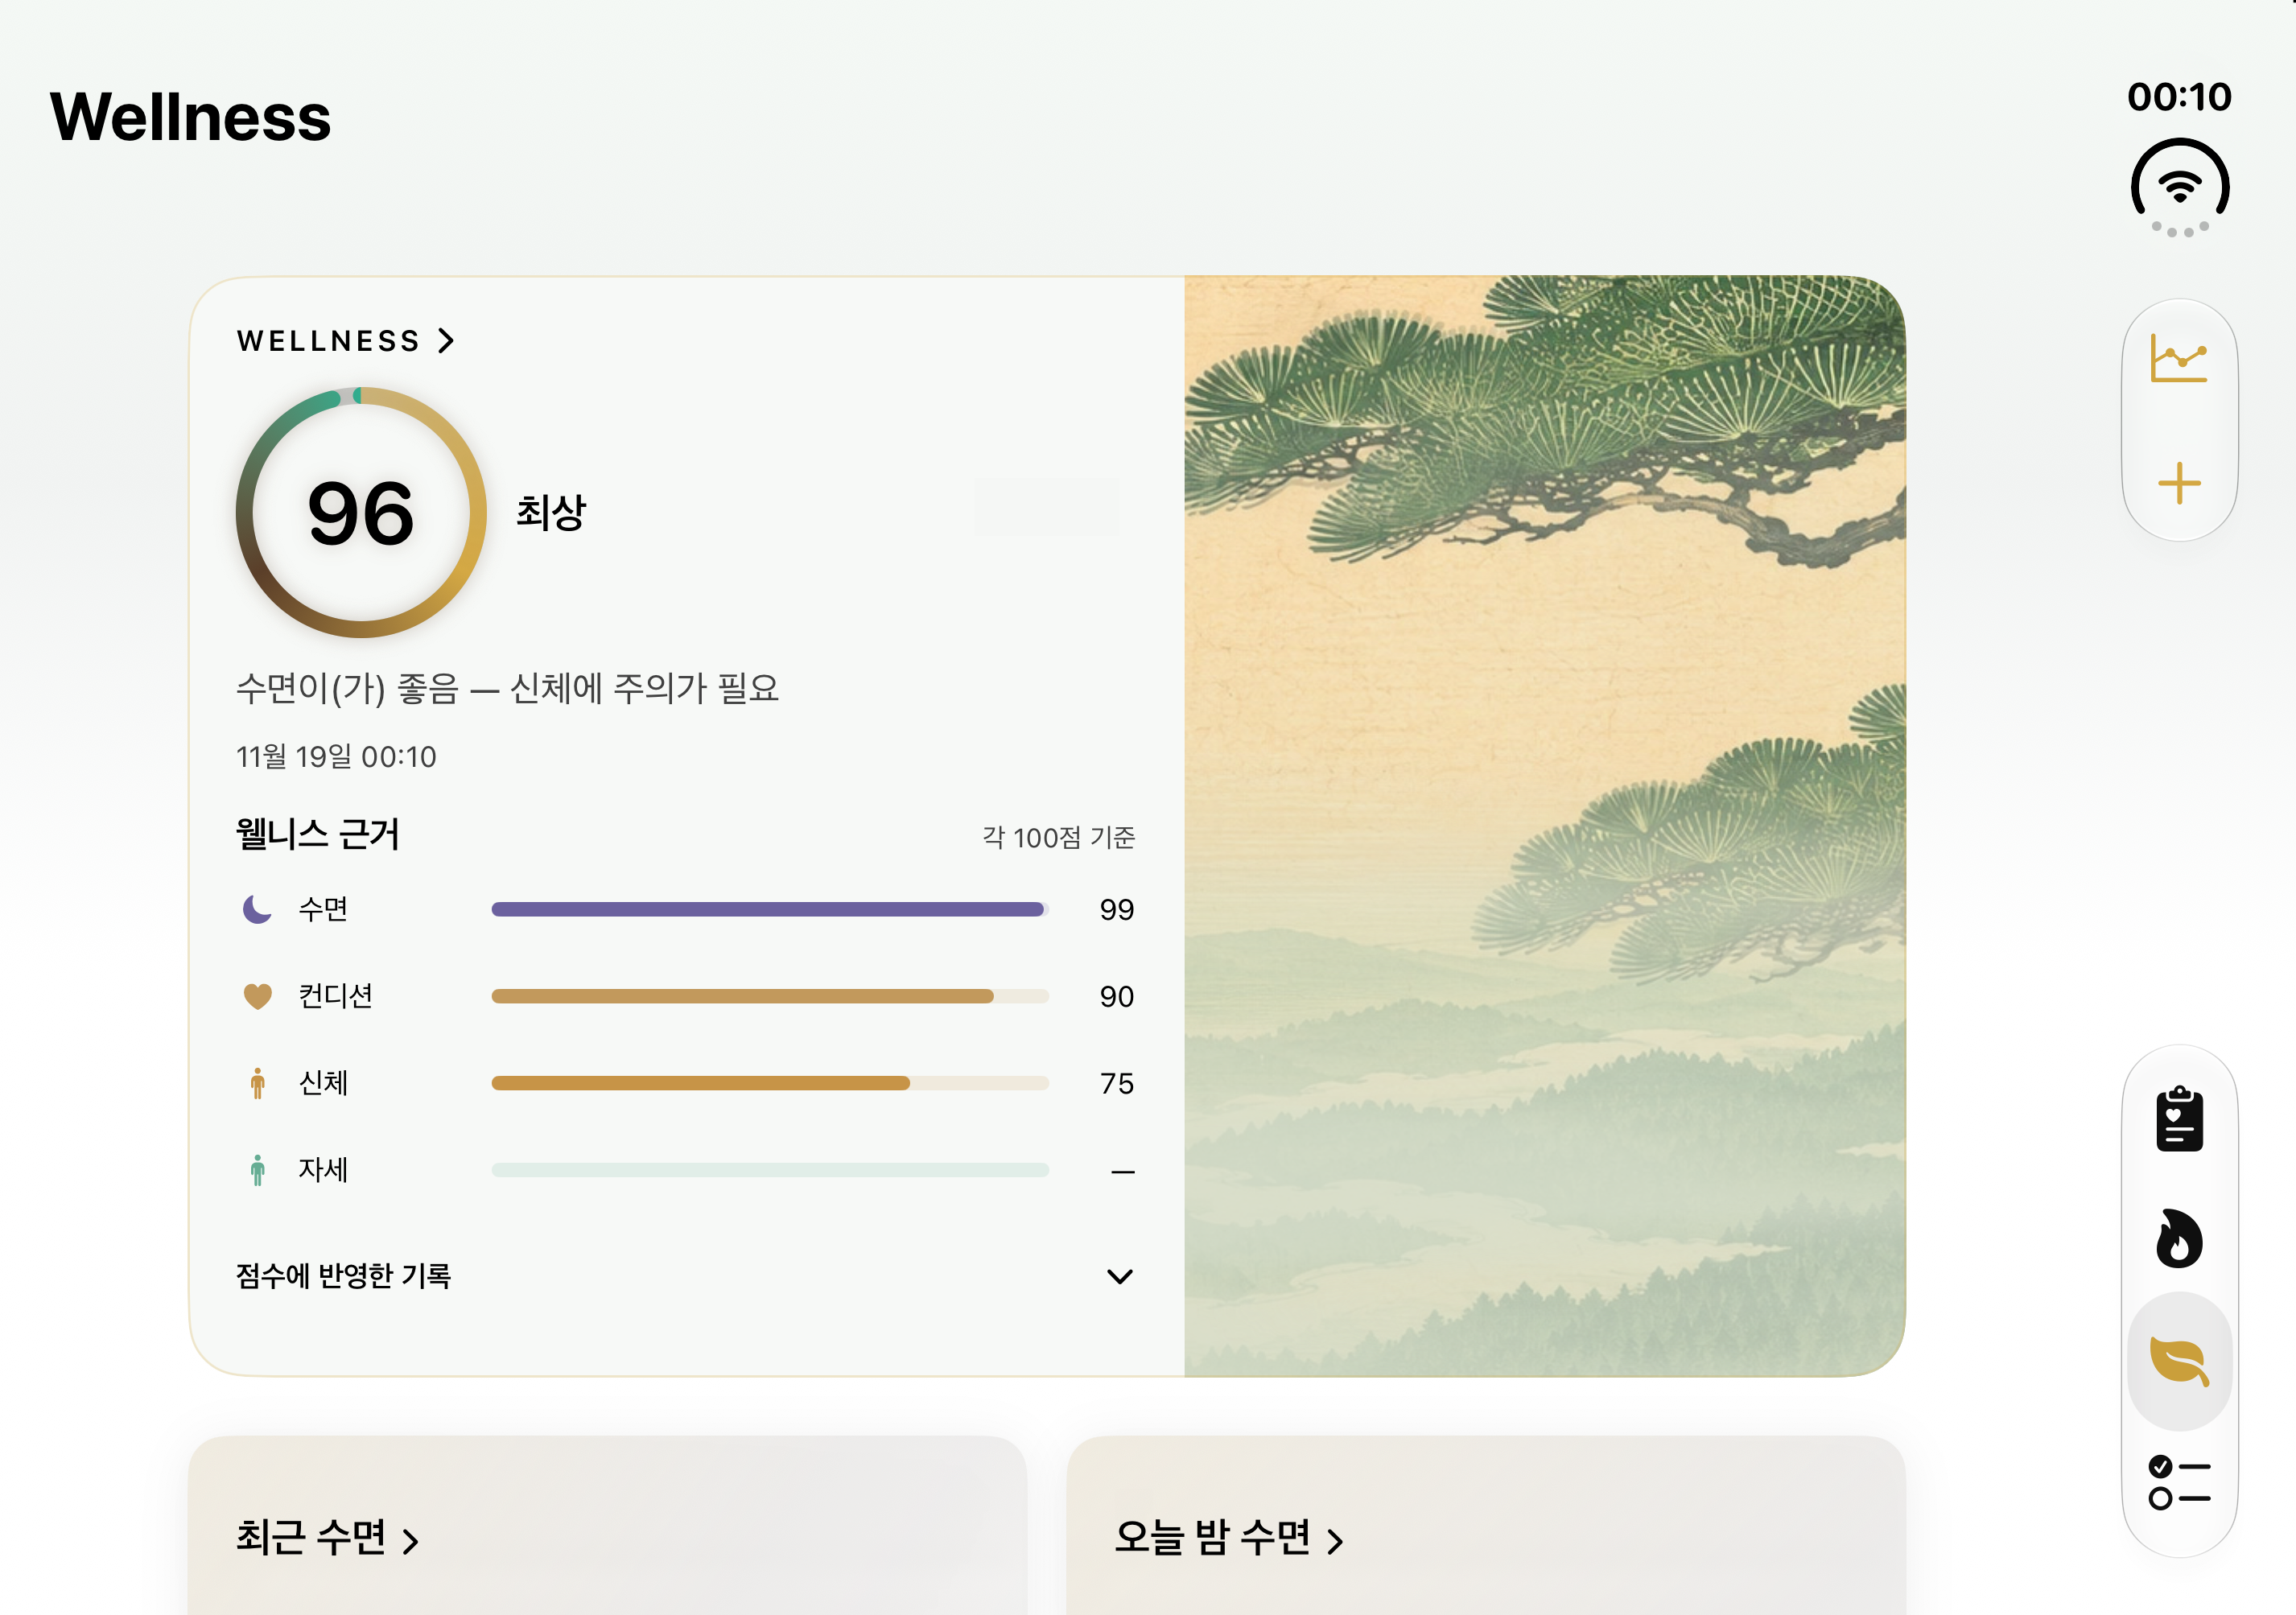 Wellness
00:10
WELLNESS
96
최상
수면이(가) 좋음 — 신체에 주의가 필요
11월 19일 00:10
웰니스 근거
각 100점 기준
수면 99
컨디션 90
신체 75
자세 —
점수에 반영한 기록
최근 수면
오늘 밤 수면